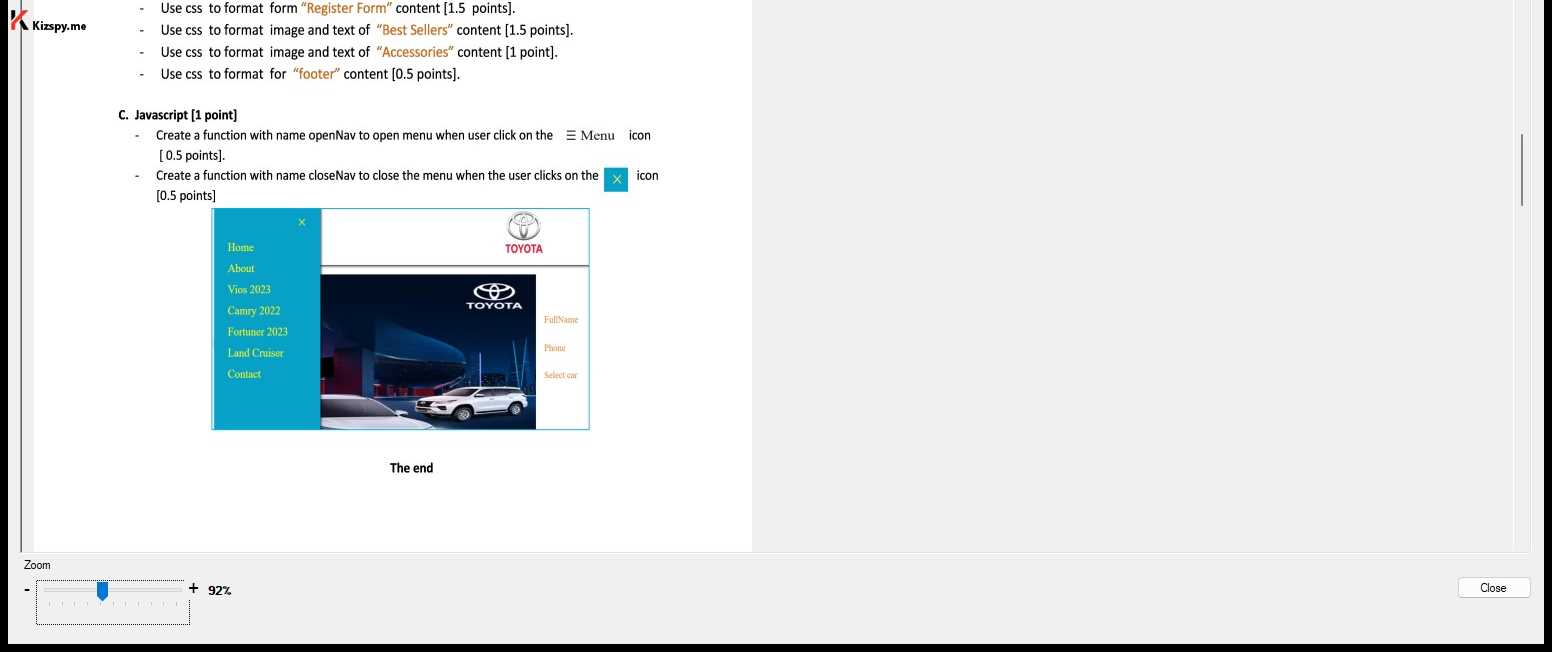 - Use css to format form “Register Form” content [1.5 points].
Kizspy.me
- Use css to format image and text of “Best Sellers” content [1.5 points].
- Use css to format image and text of “Accessories” content [1 point].
- Use css to format for “footer” content [0.5 points].
C. Javascript [1 point]
- Create a function with name openNav to open menu when user click on the ☰ Menu icon
[ 0.5 points].
- Create a function with name closeNav to close the menu when the user clicks on the × icon
[0.5 points]
×
Home
About
Vios 2023
Camry 2022
Fortuner 2023
Land Cruiser
Contact
TOYOTA
TOYOTA
FullName
Phone
Select car
The end
Zoom
- + 92%
Close